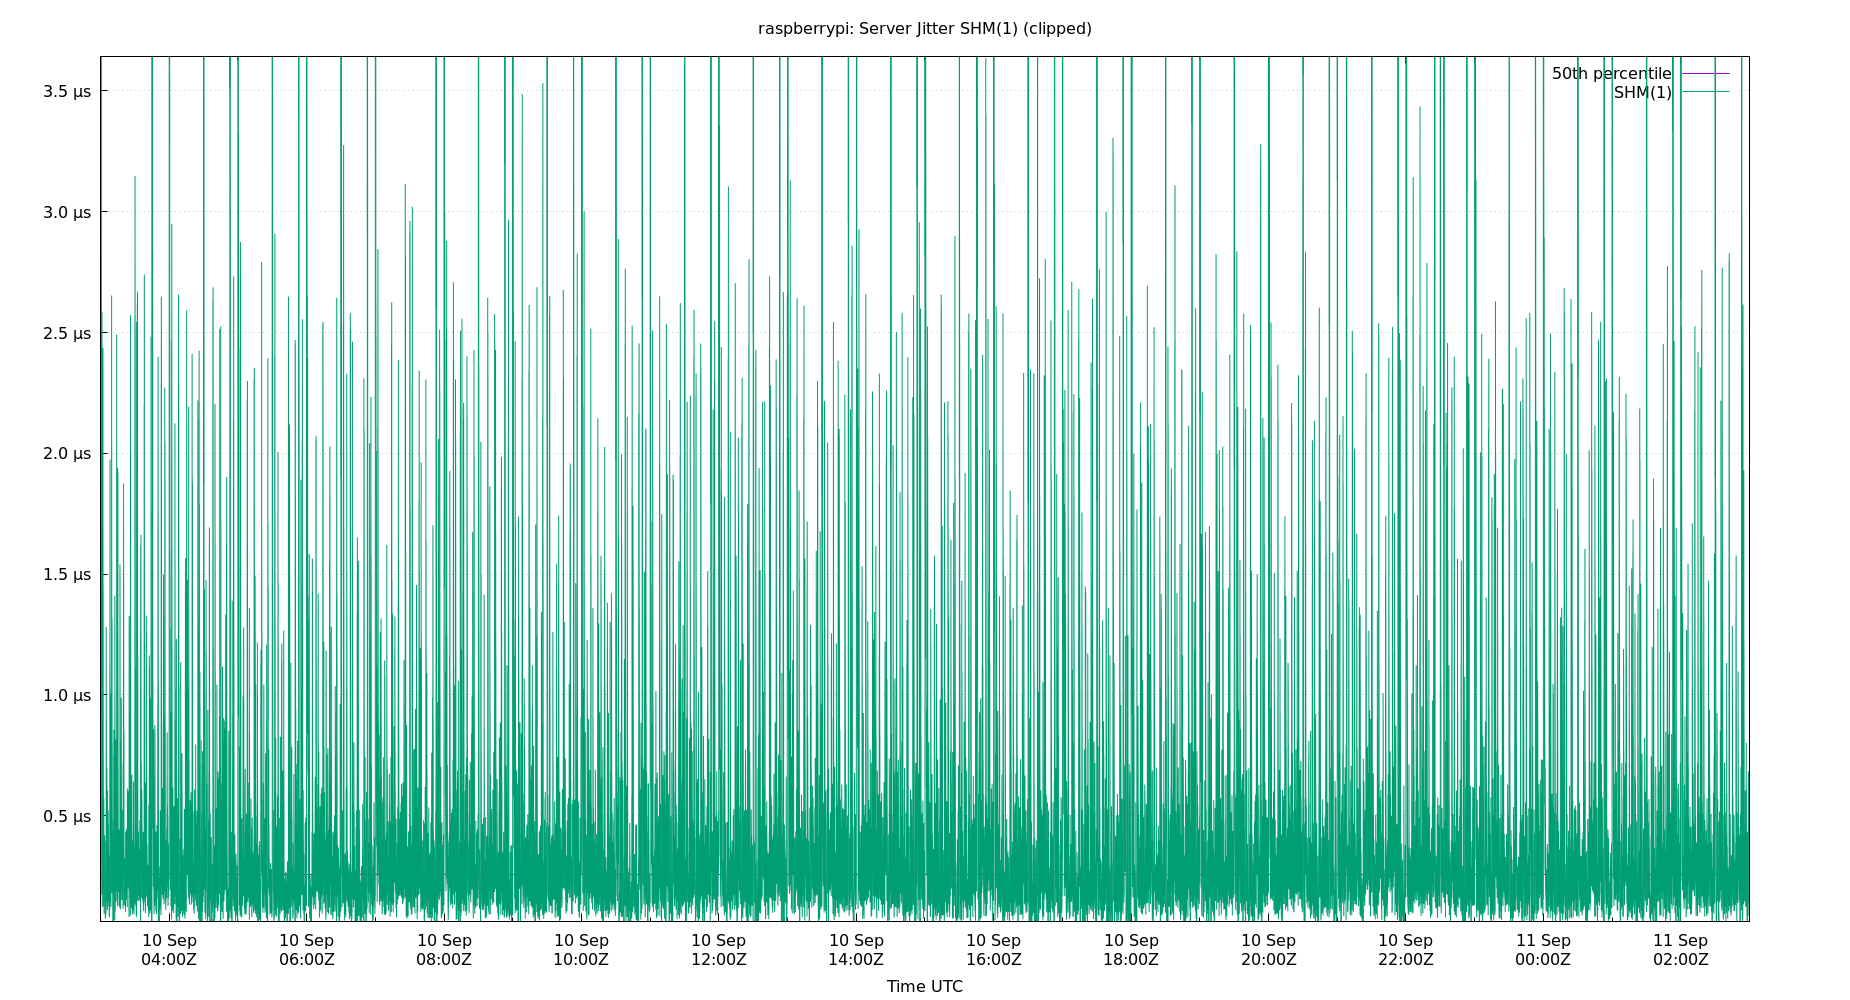 raspberrypi: Server Jitter SHM(1) (clipped)
50th percentile
SHM(1)
3.5 µs
3.0 µs
2.5 µs
2.0 µs
1.5 µs
1.0 µs
0.5 µs
10 Sep 10 Sep 10 Sep 10 Sep 10 Sep 10 Sep 10 Sep 10 Sep 10 Sep 10 Sep 11 Sep 11 Sep
04:00Z 06:00Z 08:00Z 10:00Z 12:00Z 14:00Z 16:00Z 18:00Z 20:00Z 22:00Z 00:00Z 02:00Z
Time UTC